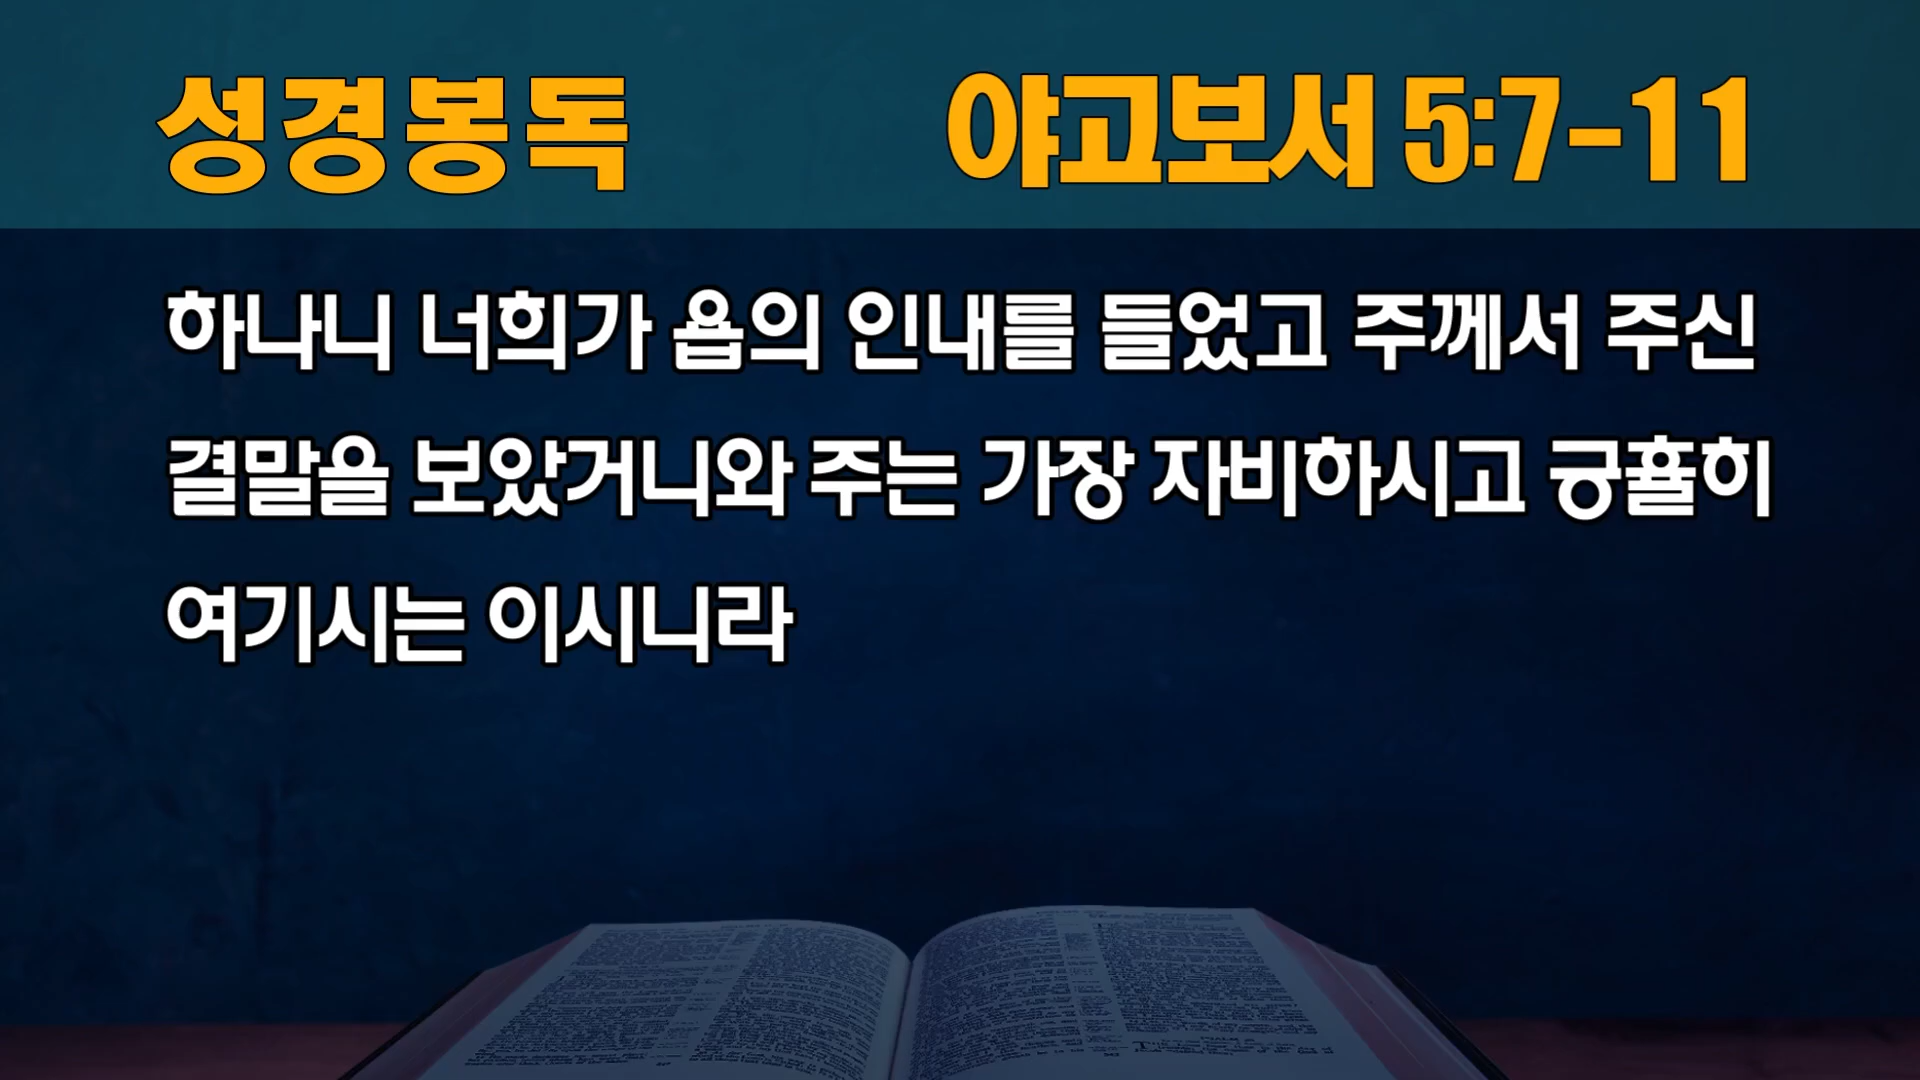 성경봉독 야고보서 5:7-11
하나니 너희가 욥의 인내를 들었고 주께서 주신
결말을 보았거니와 주는 가장 자비하시고 긍휼히
여기시는 이시니라